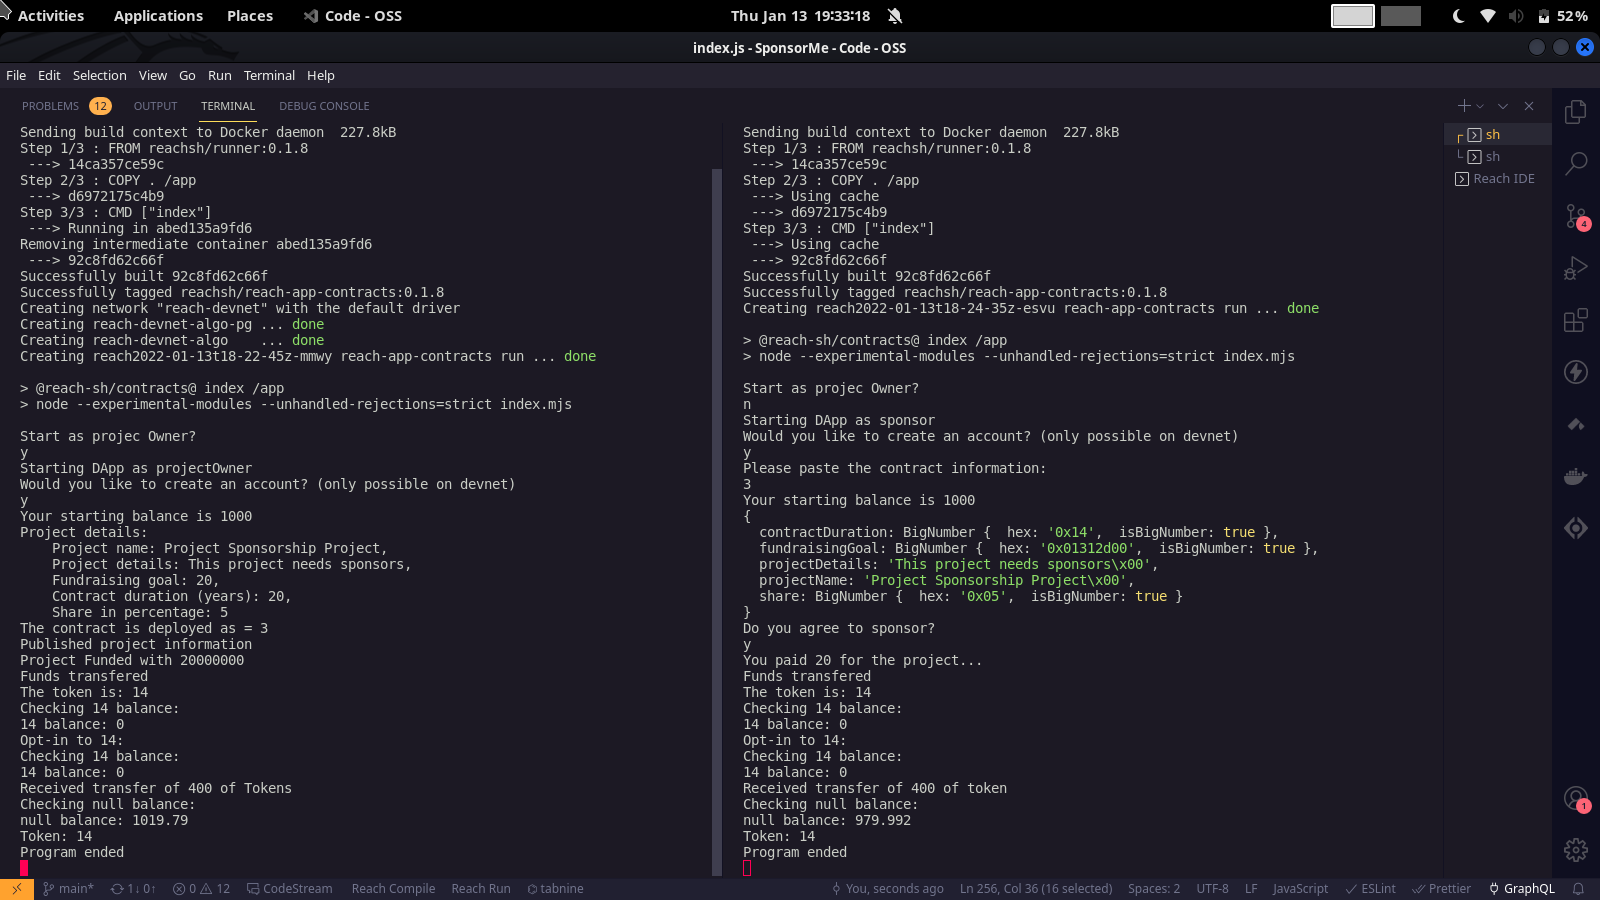 Activities Applications Places Code - OSS Thu Jan 13 19:33:18 52%
index.js - SponsorMe - Code - OSS
File Edit Selection View Go Run Terminal Help
PROBLEMS 12 OUTPUT TERMINAL DEBUG CONSOLE
Sending build context to Docker daemon 227.8kB
Step 1/3 : FROM reachsh/runner:0.1.8
---> 14ca357ce59c
Step 2/3 : COPY . /app
---> d6972175c4b9
Step 3/3 : CMD ["index"]
---> Running in abed135a9fd6
Removing intermediate container abed135a9fd6
---> 92c8fd62c66f
Successfully built 92c8fd62c66f
Successfully tagged reachsh/reach-app-contracts:0.1.8
Creating network "reach-devnet" with the default driver
Creating reach-devnet-algo-pg ... done
Creating reach-devnet-algo    ... done
Creating reach2022-01-13t18-22-45z-mmwy reach-app-contracts run ... done
> @reach-sh/contracts@ index /app
> node --experimental-modules --unhandled-rejections=strict index.mjs
Start as projec Owner?
y
Starting DApp as projectOwner
Would you like to create an account? (only possible on devnet)
y
Your starting balance is 1000
Project details:
Project name: Project Sponsorship Project,
Project details: This project needs sponsors,
Fundraising goal: 20,
Contract duration (years): 20,
Share in percentage: 5
The contract is deployed as = 3
Published project information
Project Funded with 20000000
Funds transfered
The token is: 14
Checking 14 balance:
14 balance: 0
Opt-in to 14:
Checking 14 balance:
14 balance: 0
Received transfer of 400 of Tokens
Checking null balance:
null balance: 1019.79
Token: 14
Program ended
Sending build context to Docker daemon 227.8kB
Step 1/3 : FROM reachsh/runner:0.1.8
---> 14ca357ce59c
Step 2/3 : COPY . /app
---> Using cache
---> d6972175c4b9
Step 3/3 : CMD ["index"]
---> Using cache
---> 92c8fd62c66f
Successfully built 92c8fd62c66f
Successfully tagged reachsh/reach-app-contracts:0.1.8
Creating reach2022-01-13t18-24-35z-esvu reach-app-contracts run ... done
> @reach-sh/contracts@ index /app
> node --experimental-modules --unhandled-rejections=strict index.mjs
Start as projec Owner?
n
Starting DApp as sponsor
Would you like to create an account? (only possible on devnet)
y
Please paste the contract information:
3
Your starting balance is 1000
{
contractDuration: BigNumber { hex: '0x14', isBigNumber: true },
fundraisingGoal: BigNumber { hex: '0x01312d00', isBigNumber: true },
projectDetails: 'This project needs sponsors\x00',
projectName: 'Project Sponsorship Project\x00',
share: BigNumber { hex: '0x05', isBigNumber: true }
}
Do you agree to sponsor?
y
You paid 20 for the project...
Funds transfered
The token is: 14
Checking 14 balance:
14 balance: 0
Opt-in to 14:
Checking 14 balance:
14 balance: 0
Received transfer of 400 of token
Checking null balance:
null balance: 979.992
Token: 14
Program ended
sh
sh
Reach IDE
4
1
main* 1↓ 0↑ 0 12 CodeStream Reach Compile Reach Run tabnine You, seconds ago Ln 256, Col 36 (16 selected) Spaces: 2 UTF-8 LF JavaScript ESLint Prettier GraphQL